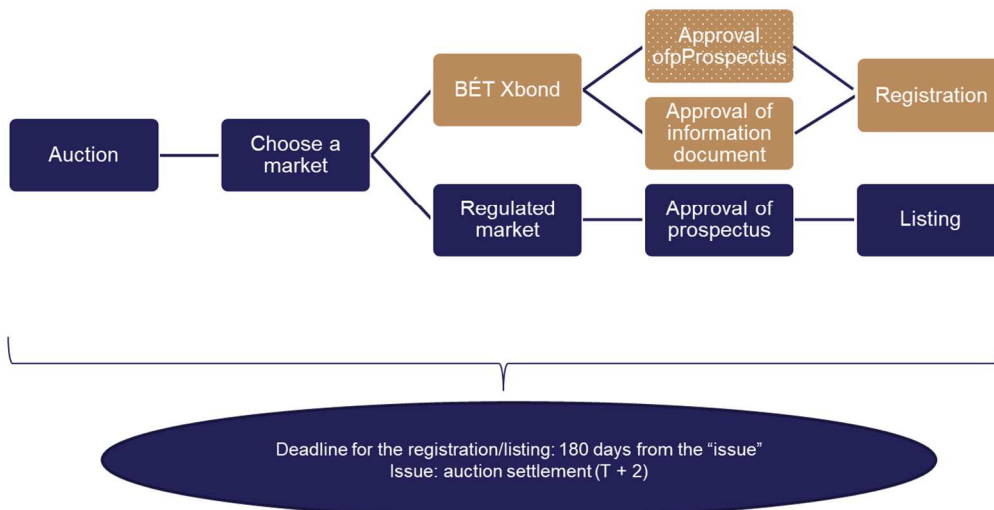 Auction
Choose a
market
BÉT Xbond
Approval
ofpProspectus
Approval of
information
document
Registration
Regulated
market
Approval of
prospectus
Listing
Deadline for the registration/listing: 180 days from the “issue”
Issue: auction settlement (T + 2)